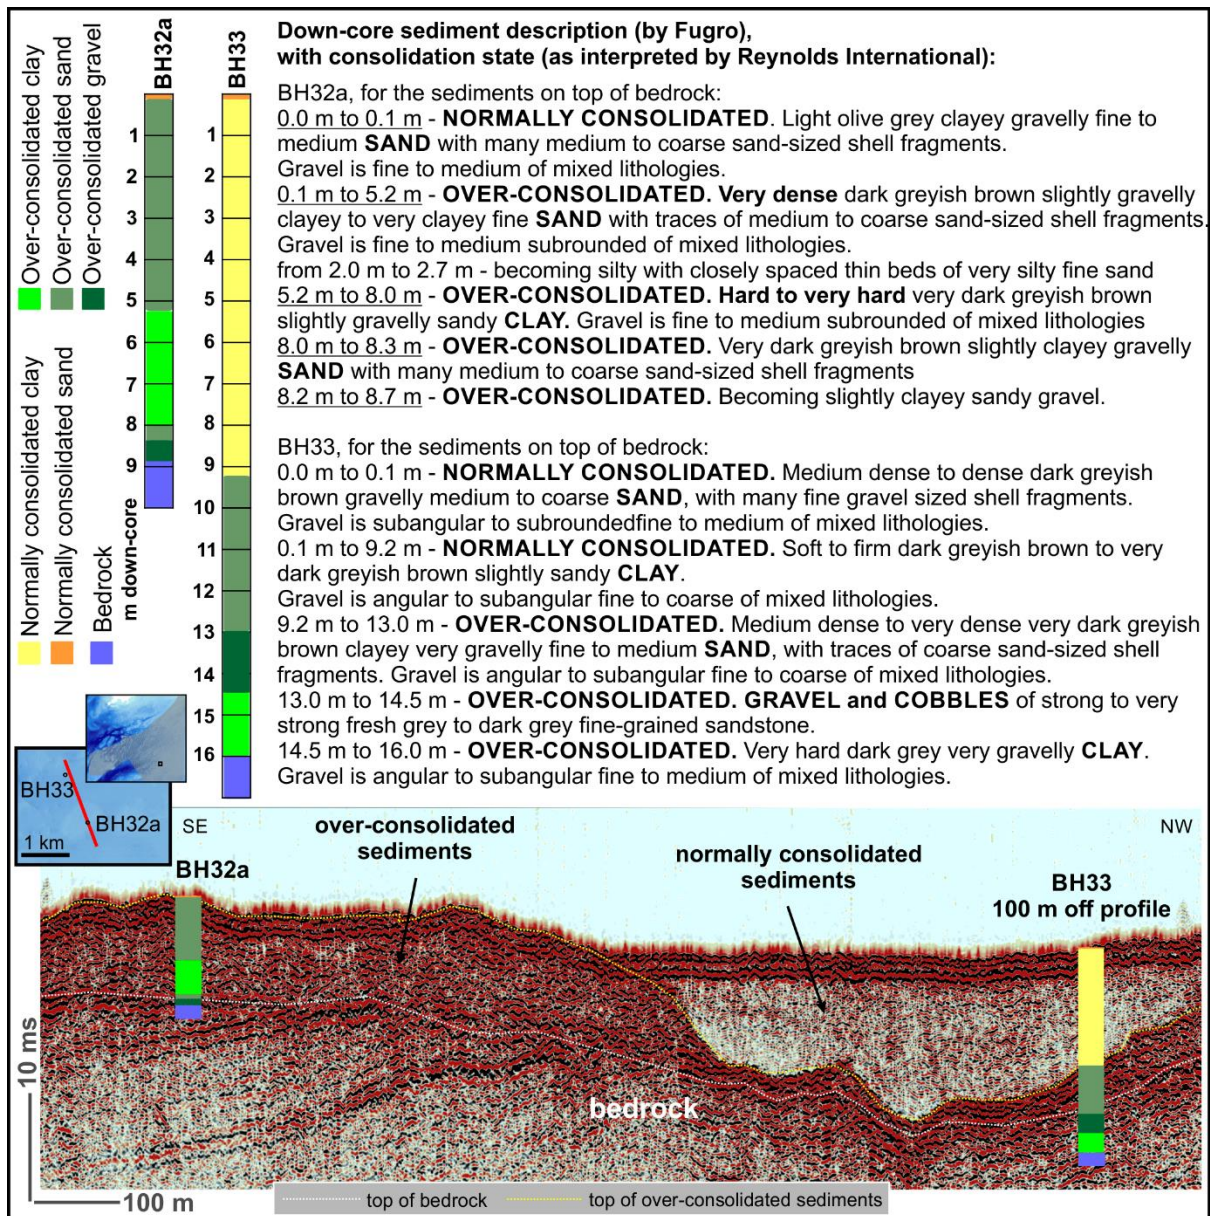 Over-consolidated clay
Over-consolidated sand
Over-consolidated gravel
Normally consolidated clay
Normally consolidated sand
Bedrock
m down-core
BH32a
1
2
3
4
5
6
7
8
9
BH33
1
2
3
4
5
6
7
8
9
10
11
12
13
14
15
16
Down-core sediment description (by Fugro),
with consolidation state (as interpreted by Reynolds International):
BH32a, for the sediments on top of bedrock:
0.0 m to 0.1 m - NORMALLY CONSOLIDATED. Light olive grey clayey gravelly fine to
medium SAND with many medium to coarse sand-sized shell fragments.
Gravel is fine to medium of mixed lithologies.
0.1 m to 5.2 m - OVER-CONSOLIDATED. Very dense dark greyish brown slightly gravelly
clayey to very clayey fine SAND with traces of medium to coarse sand-sized shell fragments.
Gravel is fine to medium subrounded of mixed lithologies.
from 2.0 m to 2.7 m - becoming silty with closely spaced thin beds of very silty fine sand
5.2 m to 8.0 m - OVER-CONSOLIDATED. Hard to very hard very dark greyish brown
slightly gravelly sandy CLAY. Gravel is fine to medium subrounded of mixed lithologies
8.0 m to 8.3 m - OVER-CONSOLIDATED. Very dark greyish brown slightly clayey gravelly
SAND with many medium to coarse sand-sized shell fragments
8.2 m to 8.7 m - OVER-CONSOLIDATED. Becoming slightly clayey sandy gravel.
BH33, for the sediments on top of bedrock:
0.0 m to 0.1 m - NORMALLY CONSOLIDATED. Medium dense to dense dark greyish
brown gravelly medium to coarse SAND, with many fine gravel sized shell fragments.
Gravel is subangular to subroundedfine to medium of mixed lithologies.
0.1 m to 9.2 m - NORMALLY CONSOLIDATED. Soft to firm dark greyish brown to very
dark greyish brown slightly sandy CLAY.
Gravel is angular to subangular fine to coarse of mixed lithologies.
9.2 m to 13.0 m - OVER-CONSOLIDATED. Medium dense to very dense very dark greyish
brown clayey very gravelly fine to medium SAND, with traces of coarse sand-sized shell
fragments. Gravel is angular to subangular fine to coarse of mixed lithologies.
13.0 m to 14.5 m - OVER-CONSOLIDATED. GRAVEL and COBBLES of strong to very
strong fresh grey to dark grey fine-grained sandstone.
14.5 m to 16.0 m - OVER-CONSOLIDATED. Very hard dark grey very gravelly CLAY.
Gravel is angular to subangular fine to medium of mixed lithologies.
BH33
BH32a
1 km
SE
NW
over-consolidated
sediments
normally consolidated
sediments
BH32a
BH33
100 m off profile
bedrock
10 ms
100 m
top of bedrock
top of over-consolidated sediments